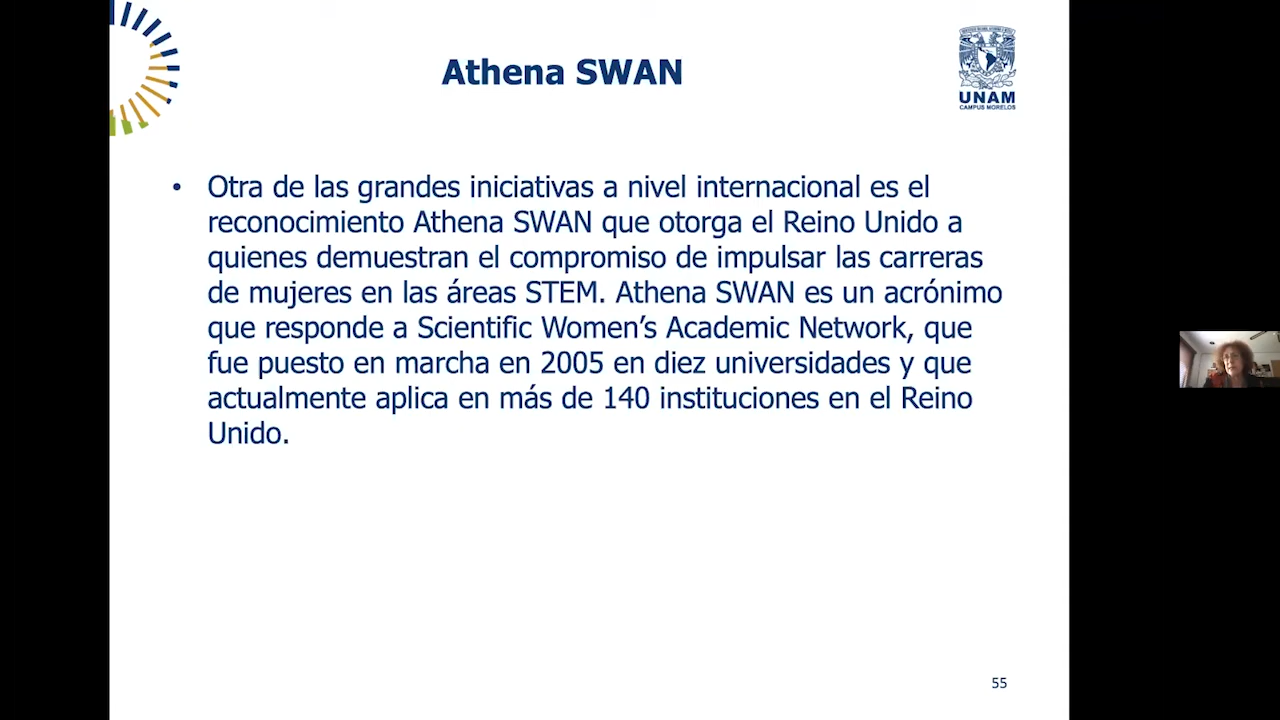 Athena SWAN
UNAM
CAMPUS MORELOS
• Otra de las grandes iniciativas a nivel internacional es el
reconocimiento Athena SWAN que otorga el Reino Unido a
quienes demuestran el compromiso de impulsar las carreras
de mujeres en las áreas STEM. Athena SWAN es un acrónimo
que responde a Scientific Women’s Academic Network, que
fue puesto en marcha en 2005 en diez universidades y que
actualmente aplica en más de 140 instituciones en el Reino
Unido.
55